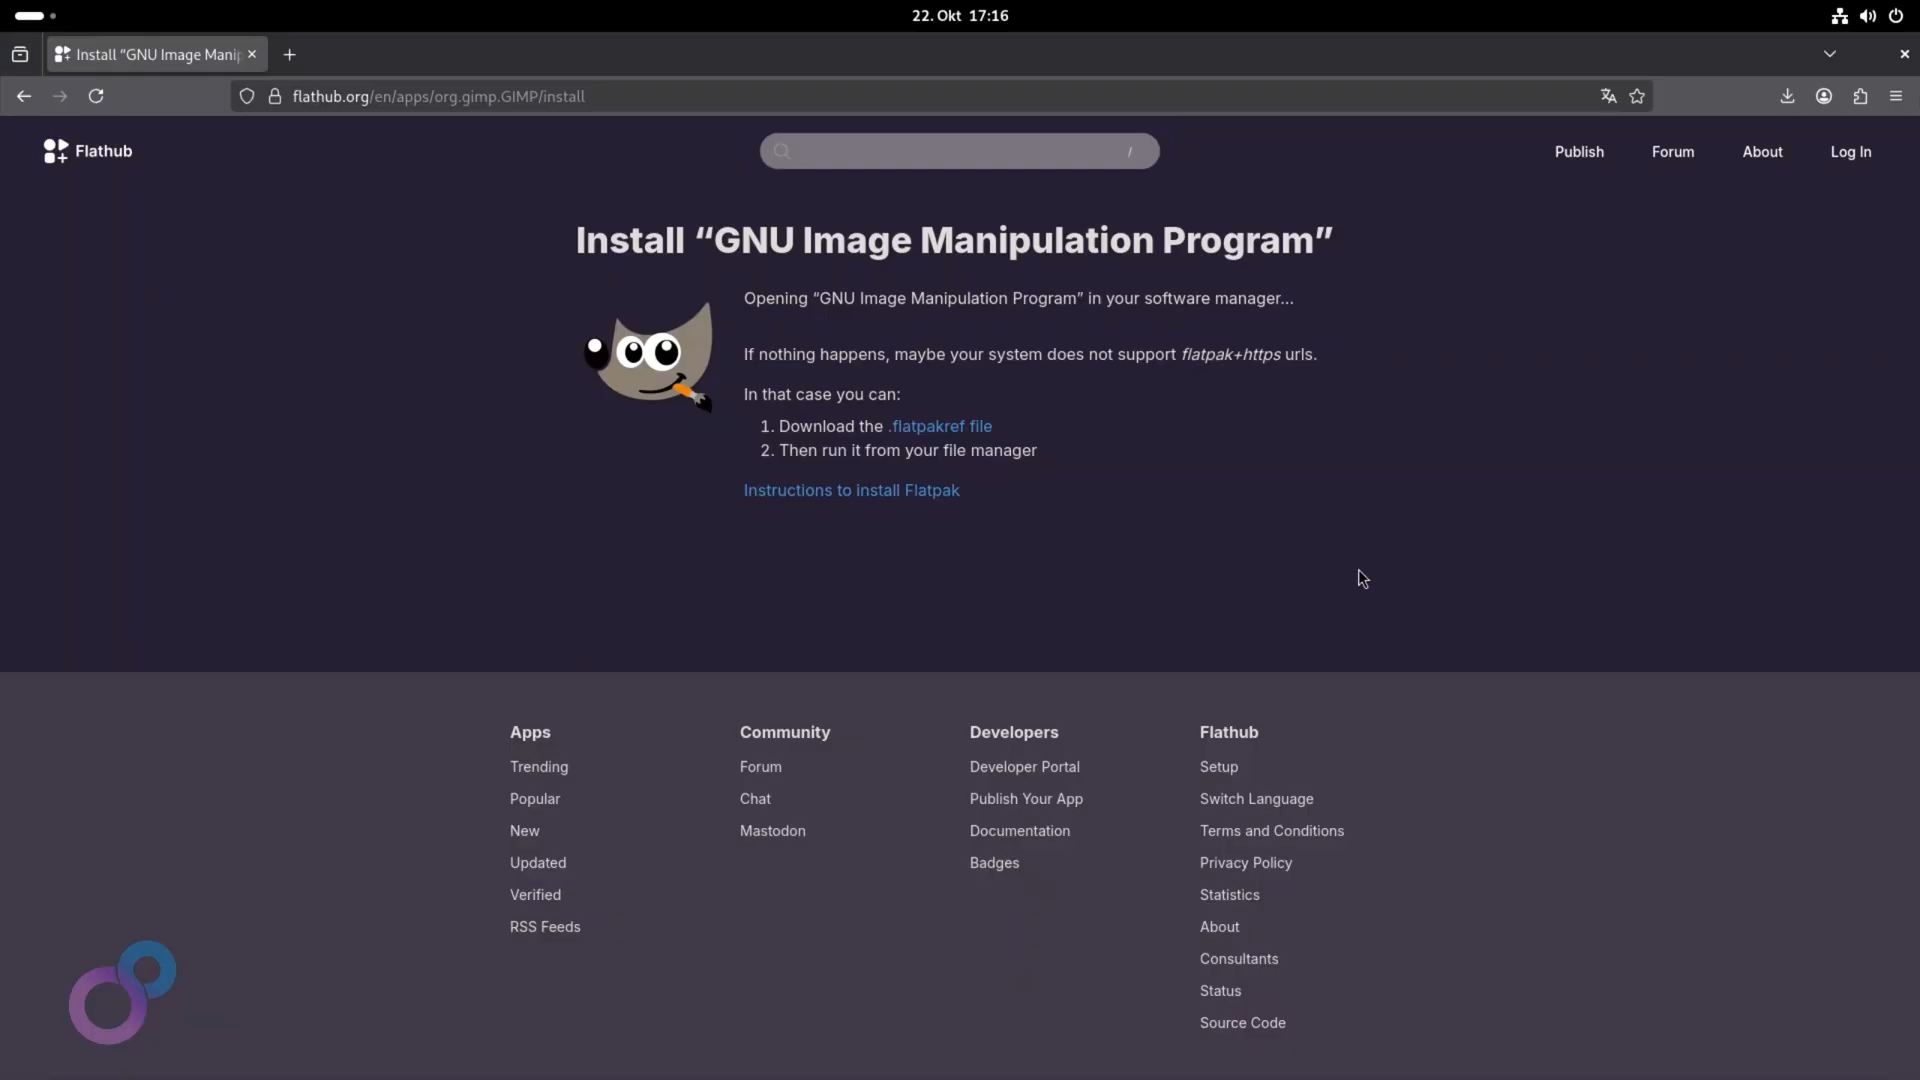 22. Okt 17:16
Install “GNU Image Manip
flathub.org/en/apps/org.gimp.GIMP/install
Flathub
/
Publish
Forum
About
Log In
Install “GNU Image Manipulation Program”
Opening “GNU Image Manipulation Program” in your software manager...
If nothing happens, maybe your system does not support flatpak+https urls.
In that case you can:
1. Download the .flatpakref file
2. Then run it from your file manager
Instructions to install Flatpak
Apps
Trending
Popular
New
Updated
Verified
RSS Feeds
Community
Forum
Chat
Mastodon
Developers
Developer Portal
Publish Your App
Documentation
Badges
Flathub
Setup
Switch Language
Terms and Conditions
Privacy Policy
Statistics
About
Consultants
Status
Source Code